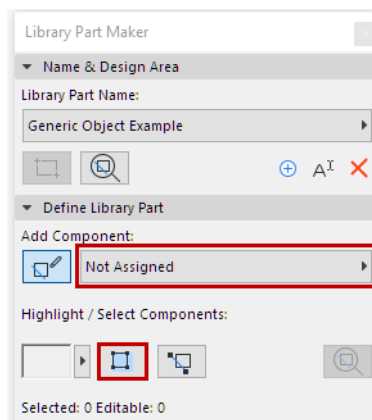 Library Part Maker
Name & Design Area
Library Part Name:
Generic Object Example
Define Library Part
Add Component:
Not Assigned
Highlight / Select Components:
Selected: 0 Editable: 0